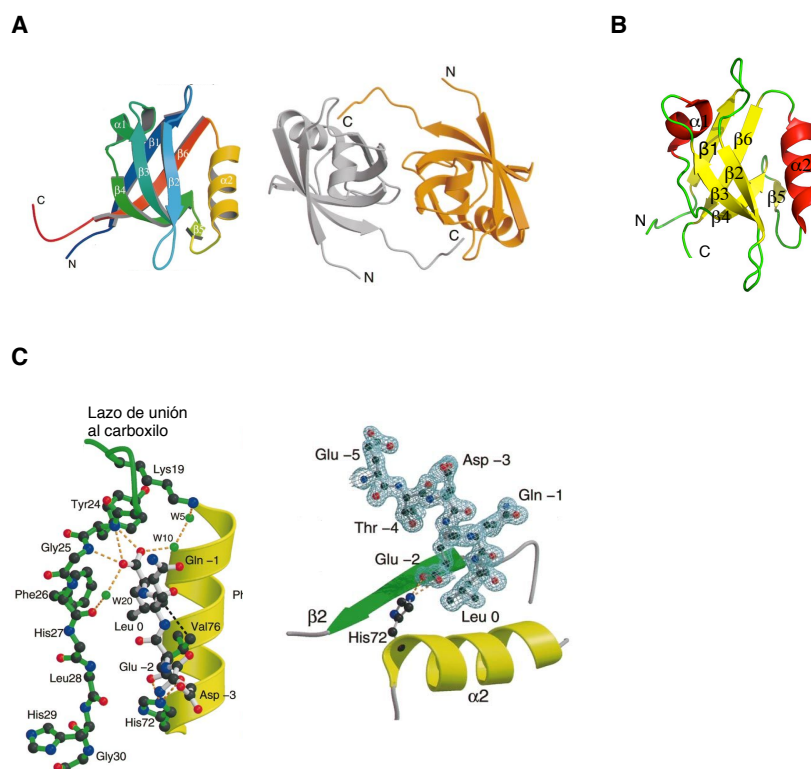 A
B
N
C
α1
β1
β6
β3
β2
α2
β4
β5
C
N
C
N
α1
β1
β6
β2
α2
β3
β5
β4
N
C
C
Lazo de unión
al carboxilo
Lys19
Tyr24
W5
W10
Gly25
Gln −1
Phe26
W20
Leu 0
Val76
His27
Glu −2
Leu28
Asp −3
His29
His72
Gly30
Glu −5
Asp −3
Gln −1
Thr −4
Glu −2
β2
Leu 0
His72
α2